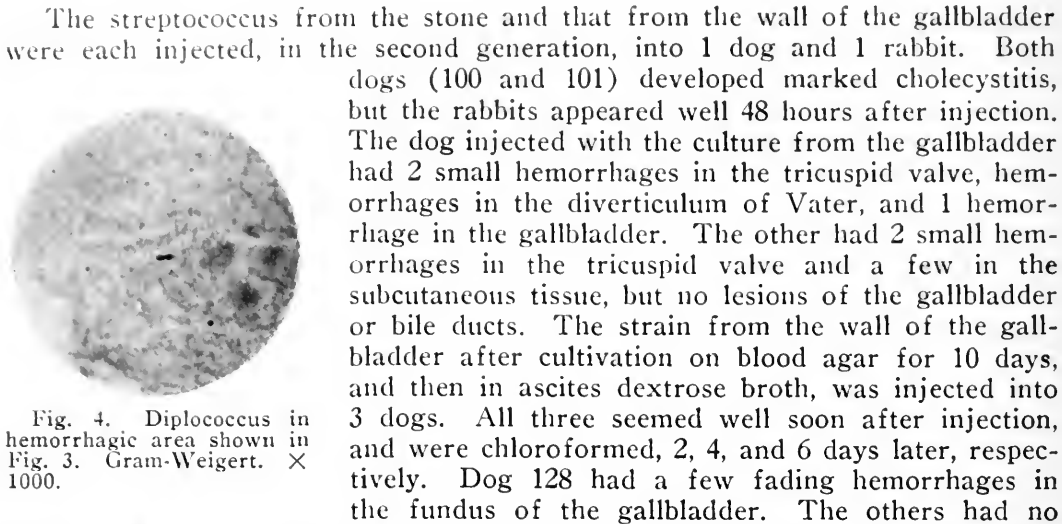 The streptococcus from the stone and that from the wall of the gallbladder
were each injected, in the second generation, into 1 dog and 1 rabbit. Both
dogs (100 and 101) developed marked cholecystitis,
but the rabbits appeared well 48 hours after injection.
The dog injected with the culture from the gallbladder
had 2 small hemorrhages in the tricuspid valve, hem-
orrhages in the diverticulum of Vater, and 1 hemor-
rhage in the gallbladder. The other had 2 small hem-
orrhages in the tricuspid valve and a few in the
subcutaneous tissue, but no lesions of the gallbladder
or bile ducts. The strain from the wall of the gall-
bladder after cultivation on blood agar for 10 days,
and then in ascites dextrose broth, was injected into
3 dogs. All three seemed well soon after injection,
and were chloroformed, 2, 4, and 6 days later, respec-
tively. Dog 128 had a few fading hemorrhages in
the fundus of the gallbladder. The others had no
Fig. 4. Diplococcus in
hemorrhagic area shown in
Fig. 3. Gram-Weigert. ×
1000.